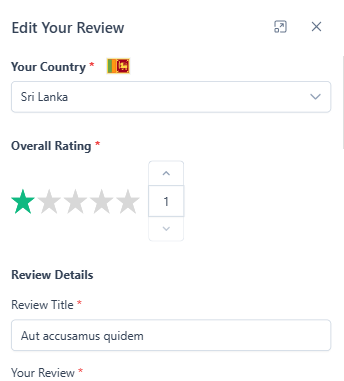 Edit Your Review
Your Country *
Sri Lanka
Overall Rating *
1
Review Details
Review Title *
Aut accusamus quidem
Your Review *